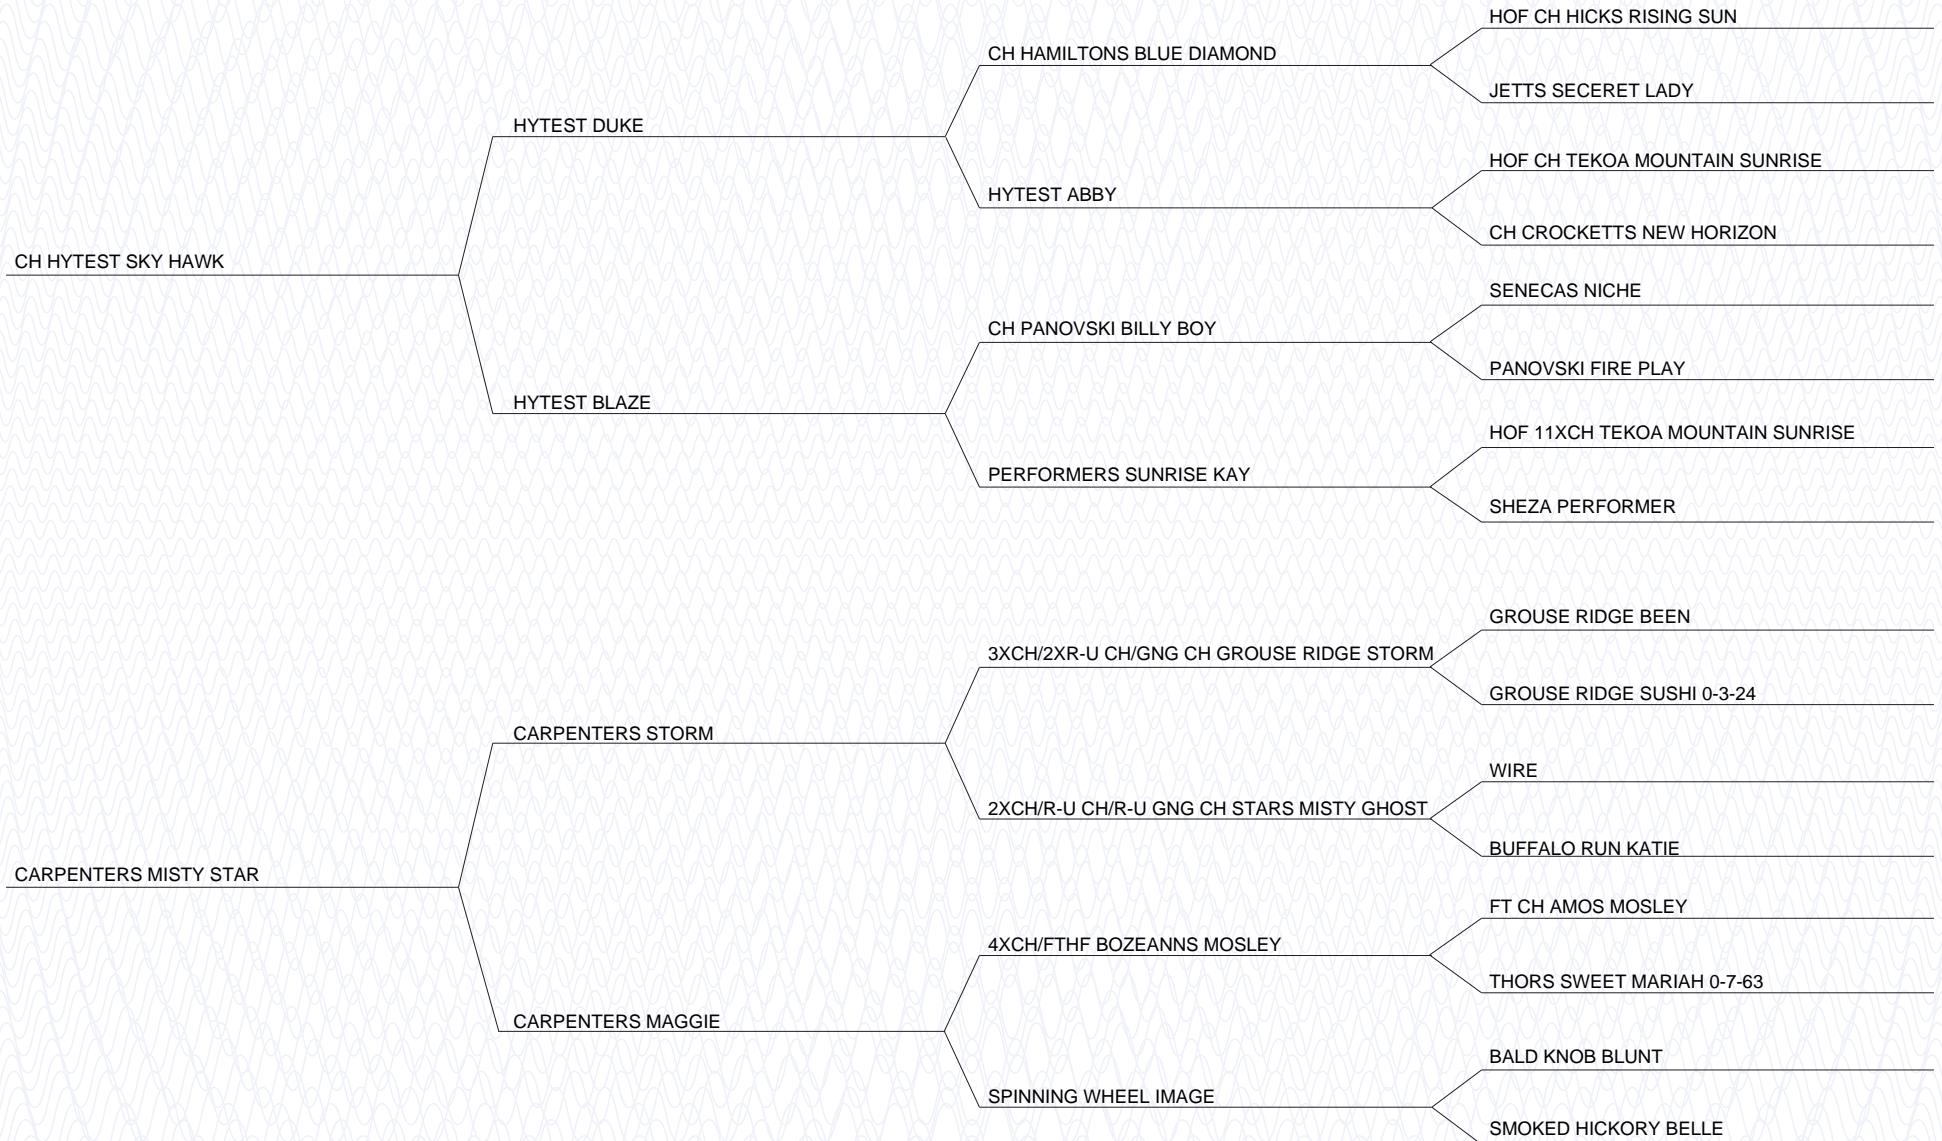 HOF CH HICKS RISING SUN
CH HAMILTONS BLUE DIAMOND
JETTS SECERET LADY
HYTEST DUKE
HOF CH TEKOA MOUNTAIN SUNRISE
HYTEST ABBY
CH CROCKETTS NEW HORIZON
CH HYTEST SKY HAWK
SENECAS NICHE
CH PANOVSKI BILLY BOY
PANOVSKI FIRE PLAY
HYTEST BLAZE
HOF 11XCH TEKOA MOUNTAIN SUNRISE
PERFORMERS SUNRISE KAY
SHEZA PERFORMER
GROUSE RIDGE BEEN
3XCH/2XR-U CH/GNG CH GROUSE RIDGE STORM
GROUSE RIDGE SUSHI 0-3-24
CARPENTERS STORM
WIRE
2XCH/R-U CH/R-U GNG CH STARS MISTY GHOST
BUFFALO RUN KATIE
CARPENTERS MISTY STAR
FT CH AMOS MOSLEY
4XCH/FTHF BOZEANNS MOSLEY
THORS SWEET MARIAH 0-7-63
CARPENTERS MAGGIE
BALD KNOB BLUNT
SPINNING WHEEL IMAGE
SMOKED HICKORY BELLE